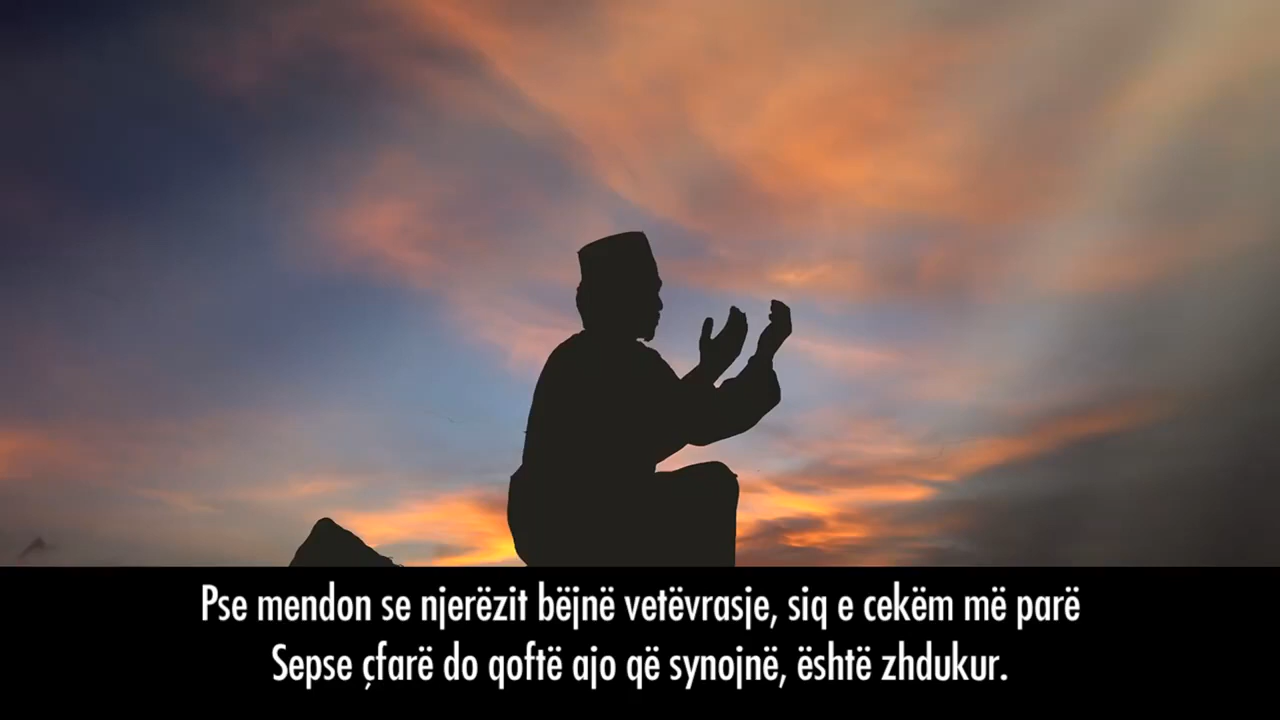 Pse mendon se njerëzit bëjnë vetëvrasje, siq e cekëm më parë
Sepse çfarë do qoftë ajo që synojnë, është zhdukur.